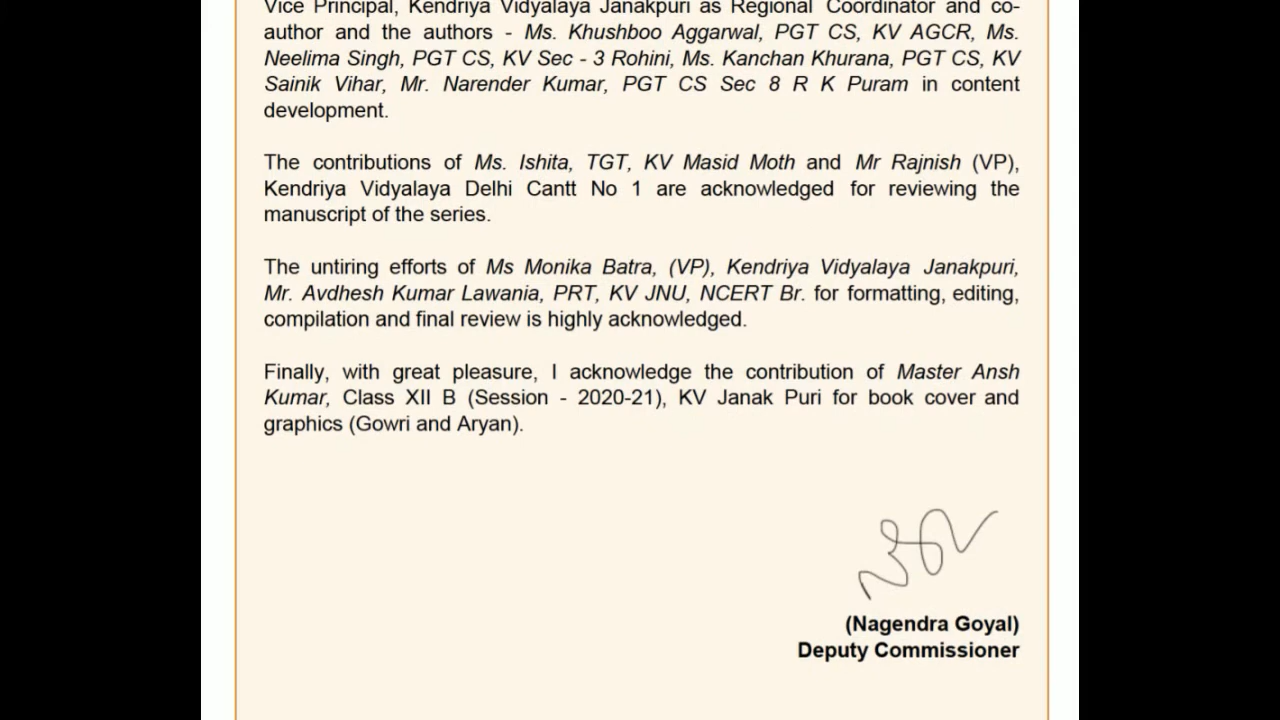 Vice Principal, Kendriya Vidyalaya Janakpuri as Regional Coordinator and co-
author and the authors - Ms. Khushboo Aggarwal, PGT CS, KV AGCR, Ms.
Neelima Singh, PGT CS, KV Sec - 3 Rohini, Ms. Kanchan Khurana, PGT CS, KV
Sainik Vihar, Mr. Narender Kumar, PGT CS Sec 8 R K Puram in content
development.
The contributions of Ms. Ishita, TGT, KV Masid Moth and Mr Rajnish (VP),
Kendriya Vidyalaya Delhi Cantt No 1 are acknowledged for reviewing the
manuscript of the series.
The untiring efforts of Ms Monika Batra, (VP), Kendriya Vidyalaya Janakpuri,
Mr. Avdhesh Kumar Lawania, PRT, KV JNU, NCERT Br. for formatting, editing,
compilation and final review is highly acknowledged.
Finally, with great pleasure, I acknowledge the contribution of Master Ansh
Kumar, Class XII B (Session - 2020-21), KV Janak Puri for book cover and
graphics (Gowri and Aryan).
(Nagendra Goyal)
Deputy Commissioner